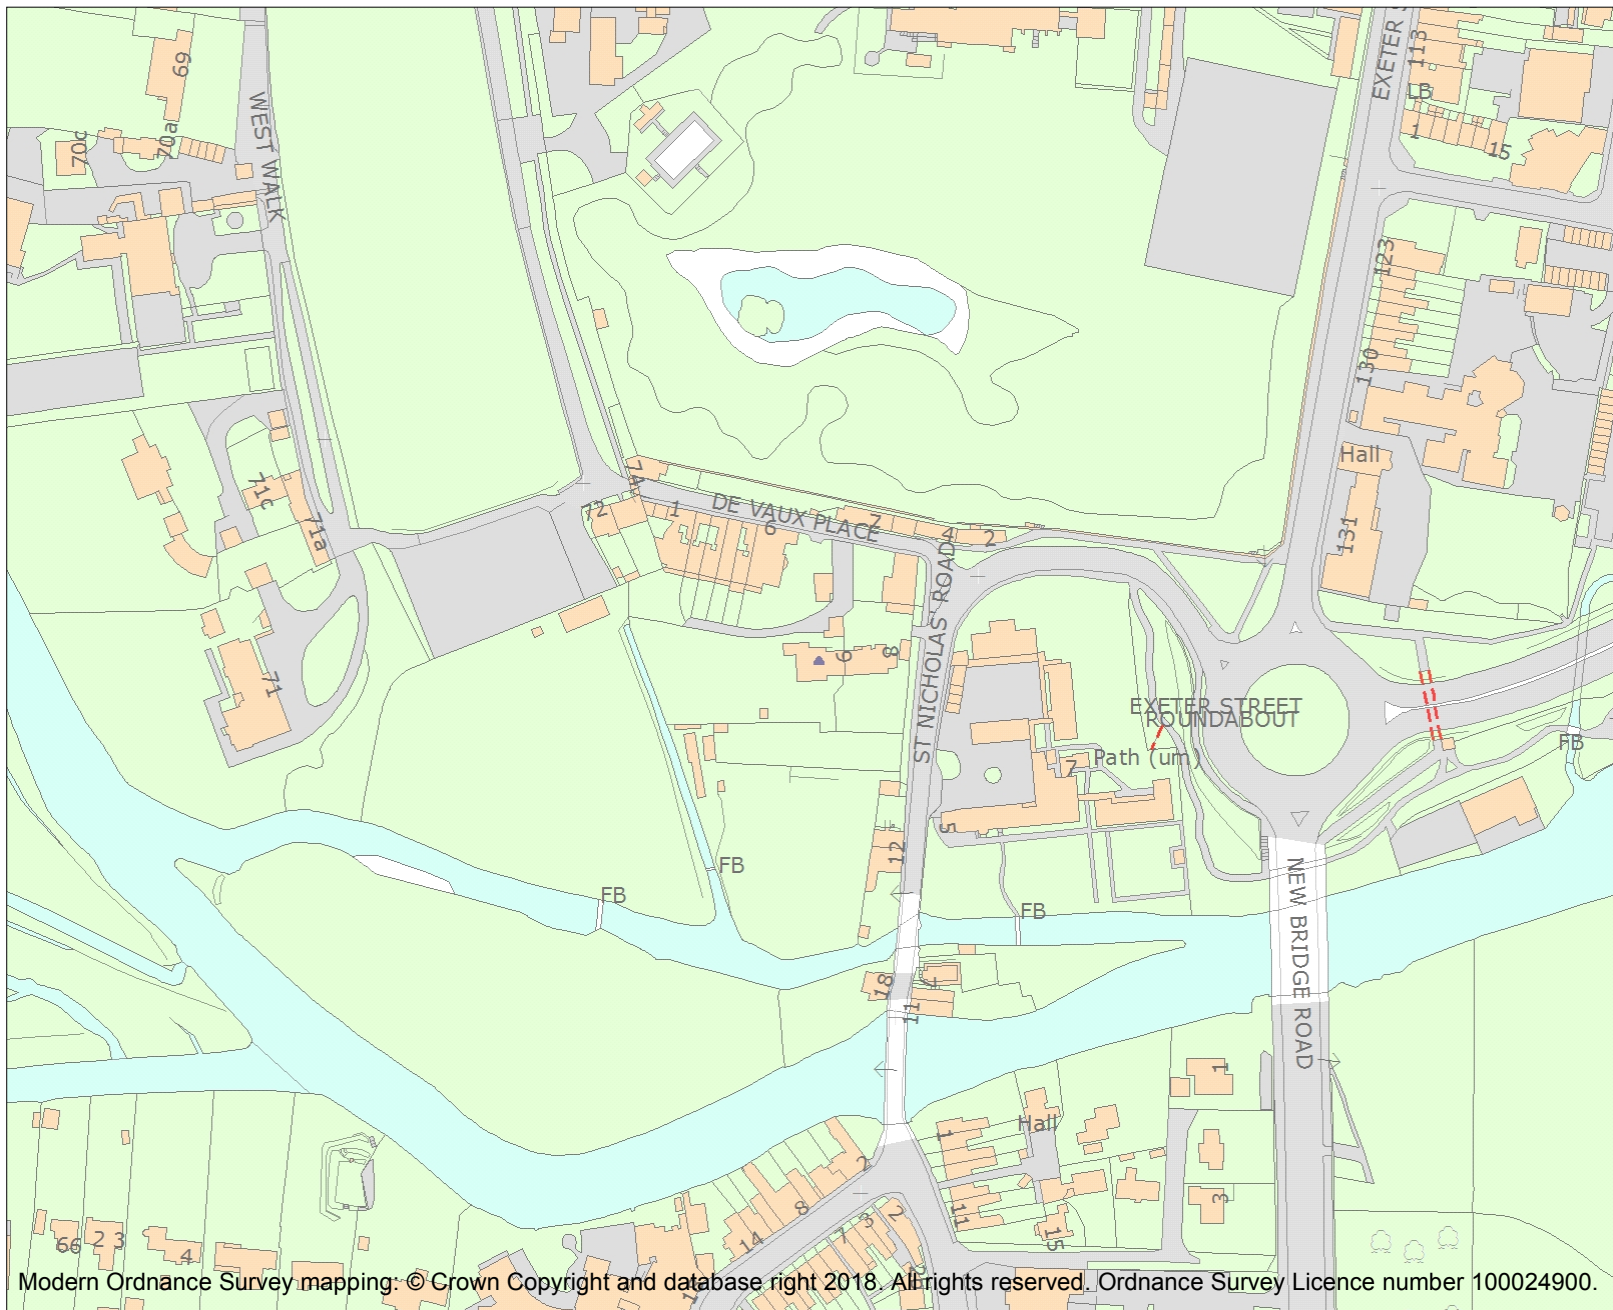 69
WEST WALK
70c
70a
EXETER S
113
LB
1
15
123
130
Hall
131
71c
71a
72
7A
1
DE VAUX PLACE
6
7
4
2
ST NICHOLAS' ROAD
9
8
71
EXETER STREET
ROUNDABOUT
Path (um)
7
FB
5
12
FB
FB
FB
NEW BRIDGE ROAD
18
4
11
1
Hall
1
2
3
8
11
15
14
7
3
2
66
2
3
4
Modern Ordnance Survey mapping: © Crown Copyright and database right 2018. All rights reserved. Ordnance Survey Licence number 100024900.